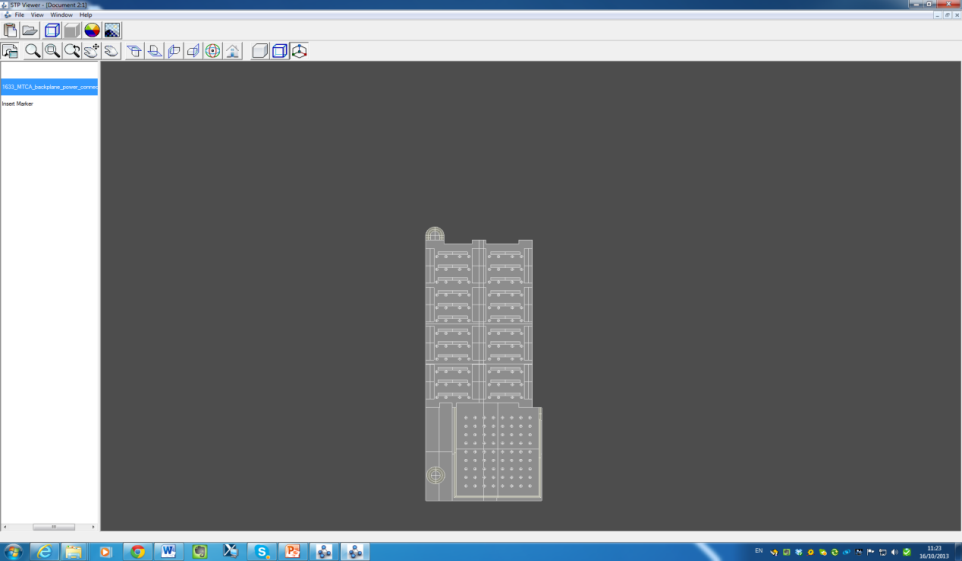 STP Viewer - [Document 2:1]
File View Window Help
1633_MTCA_backplane_power_connec
Insert Marker
EN
11:23
16/10/2013